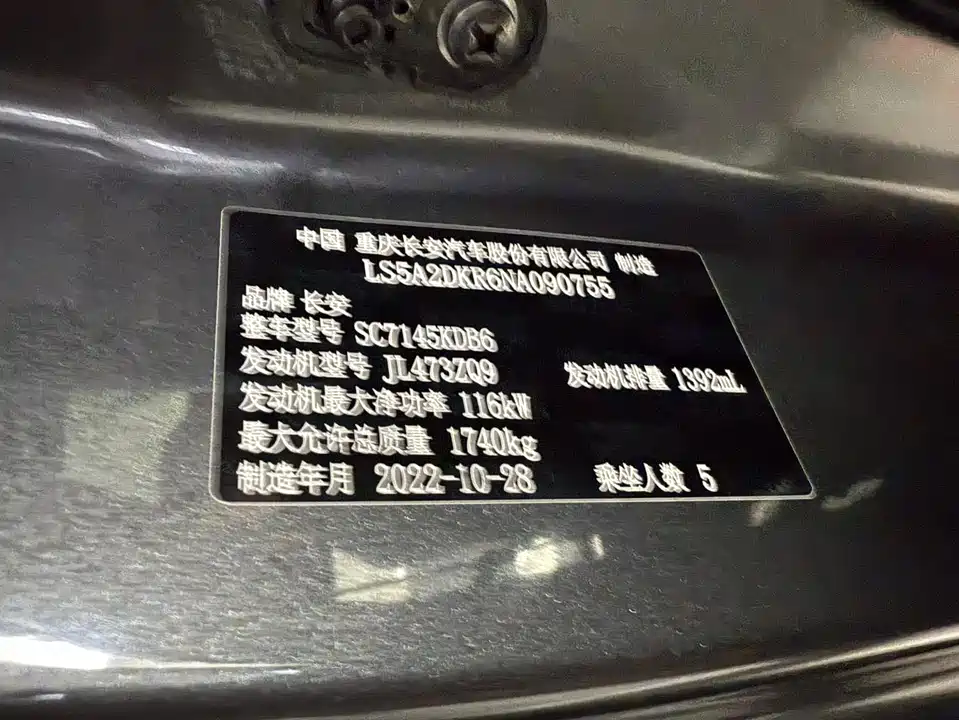 中国 重庆长安汽车股份有限公司 制造
LS5A2DKR6NA090755
品牌 长安
整车型号 SC7145KDB6
发动机型号 JL473ZQ9 发动机排量 1392mL
发动机最大净功率 116kW
最大允许总质量 1740kg
制造年月 2022-10-28 乘坐人数 5